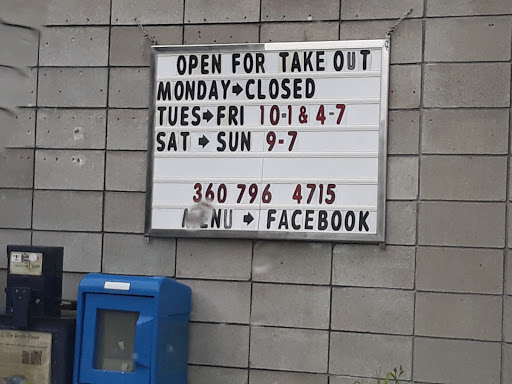 OPEN FOR TAKE OUT
MONDAY➧CLOSED
TUES➧FRI 10-1 & 4-7
SAT ➧ SUN 9-7
360 796 4715
MENU ➧ FACEBOOK